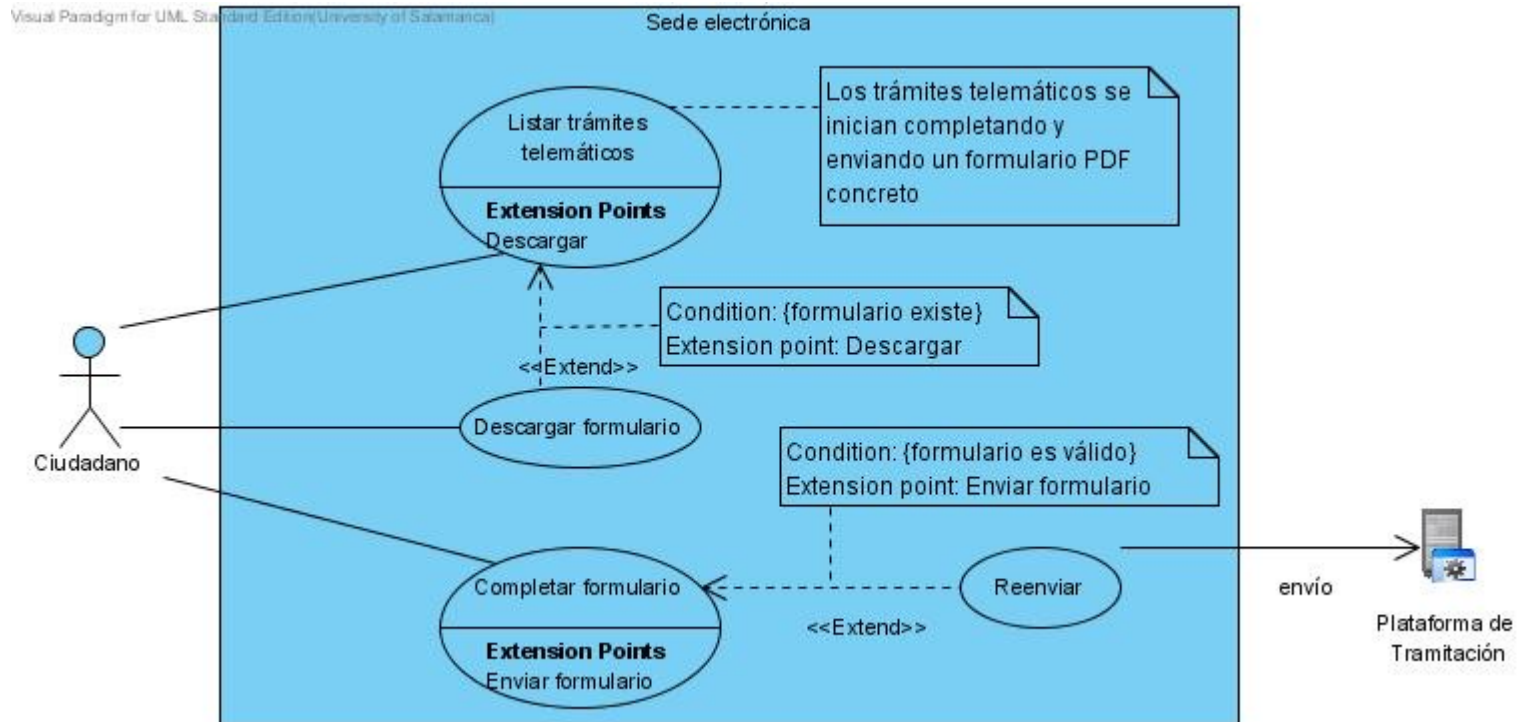 Visual Paradigm for UML Standard Edition(University of Salamanca)
Sede electrónica
Listar trámites
telemáticos
Extension Points
Descargar
Los trámites telemáticos se
inician completando y
enviando un formulario PDF
concreto
Condition: {formulario existe}
Extension point: Descargar
<<Extend>>
Descargar formulario
Ciudadano
Condition: {formulario es válido}
Extension point: Enviar formulario
Completar formulario
Extension Points
Enviar formulario
<<Extend>>
Reenviar
envío
Plataforma de
Tramitación